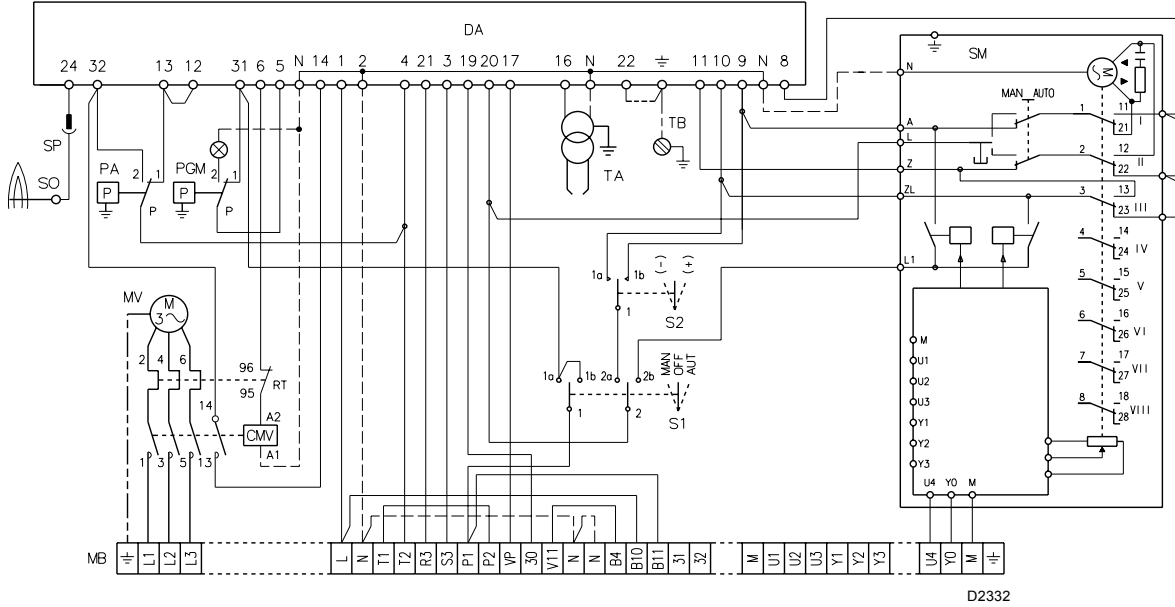 DA
24 32 13 12 31 6 5 N 14 1 2 4 21 3 19 20 17 16 N 22 11 10 9 N 8
SM
N
M
MAN AUTO
SP
TB
A
1 11 21 I
L
PA 2 1
PGM 2 1
TA
2 12 22 II
SO
P P
P P
Z
ZL
3 13 23 III
4 14 24 IV
L1
1a 1b
(-) (+)
1
S2
5 15 25 V
MV
M
3
6 16 26 VI
2 4 6
96
RT
95
MAN
OFF
AUT
1a 1b 2a 2b
1 2
S1
M
U1
U2
U3
Y1
Y2
Y3
7 17 27 VII
8 18 28 VIII
14
A2
CMV
A1
1 3 5 13
U4 Y0 M
MB
L1 L2 L3
L N T1 T2 R3 S3 P1 P2 VP 30 V11 N N B4 B10 B11 31 32
M U1 U2 U3 Y1 Y2 Y3
U4 Y0 M
D2332